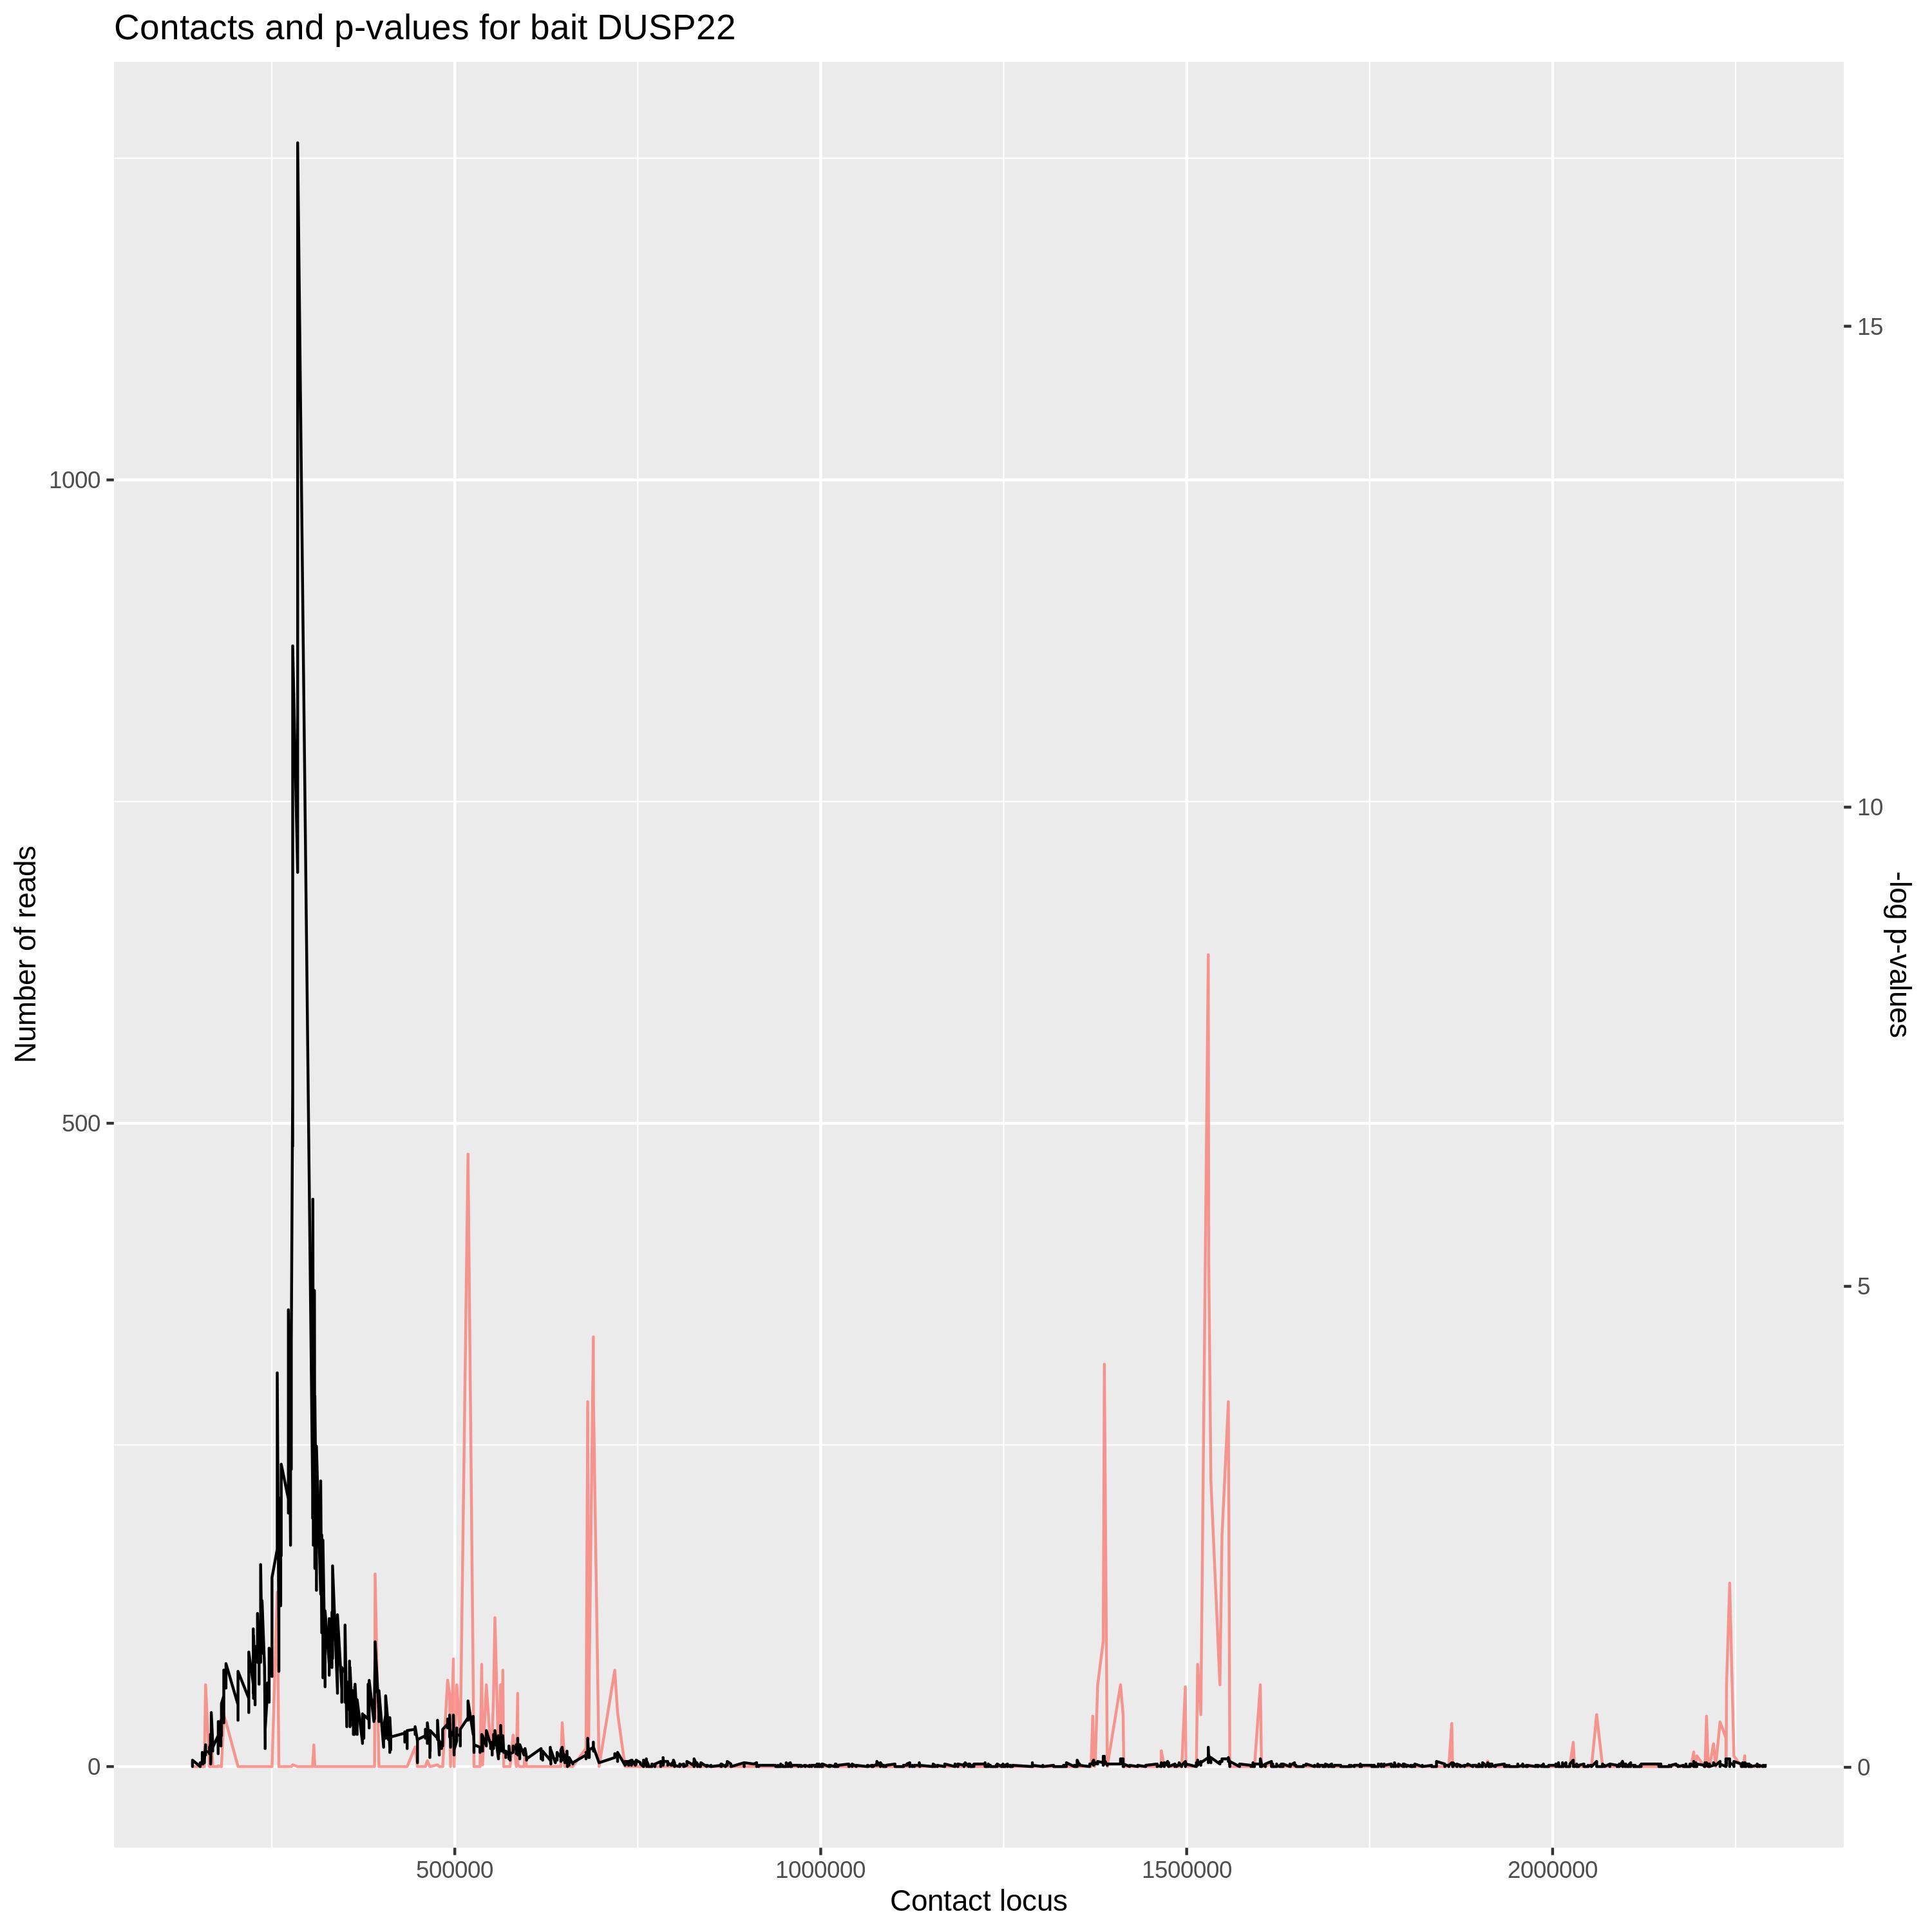 Contacts and p-values for bait DUSP22
Number of reads
1000
500
0
15
10
5
0
-log p-values
500000
1000000
1500000
2000000
Contact locus